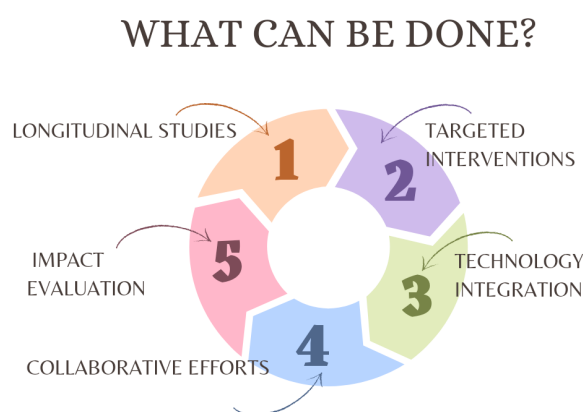 WHAT CAN BE DONE?
LONGITUDINAL STUDIES
1
TARGETED
INTERVENTIONS
2
TECHNOLOGY
INTEGRATION
3
COLLABORATIVE EFFORTS
4
IMPACT
EVALUATION
5